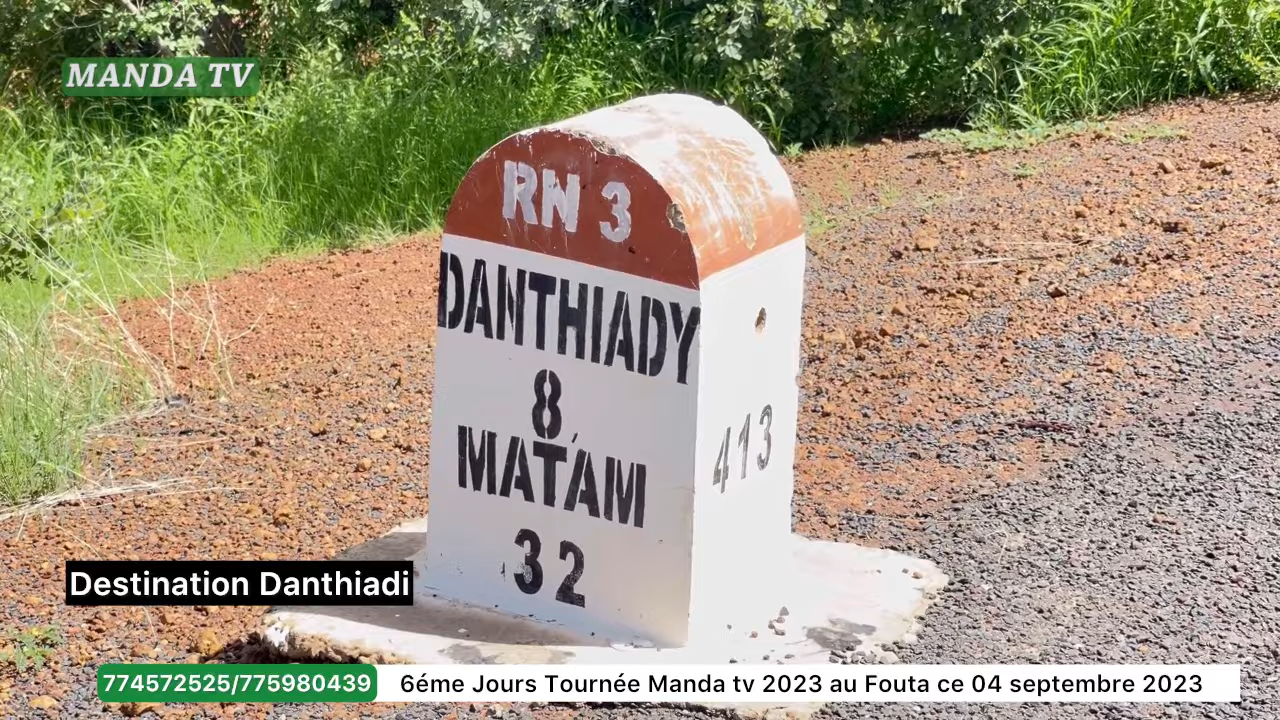 MANDA TV
RN 3
DANTHIADY
8
MATAM
32
413
Destination Danthiadi
774572525/775980439
6éme Jours Tournée Manda tv 2023 au Fouta ce 04 septembre 2023